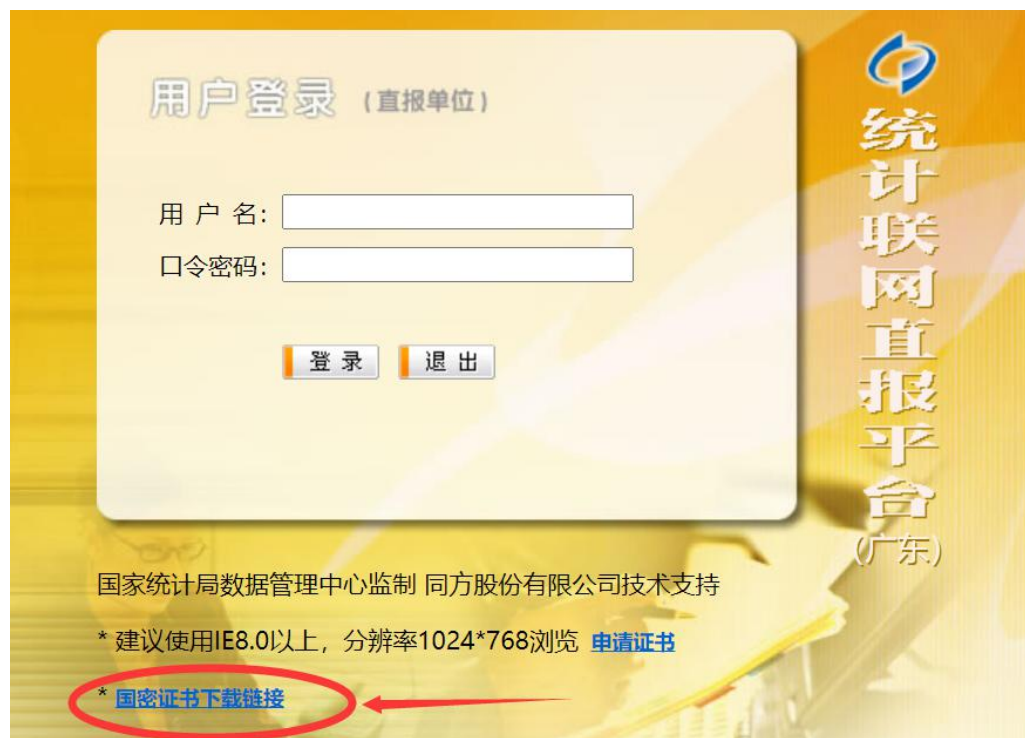 用户登录（直报单位）
用 户 名:
口令密码:
登 录 退 出
统计联网直报平台
(广东)
国家统计局数据管理中心监制 同方股份有限公司技术支持
* 建议使用IE8.0以上，分辨率1024*768浏览 申请证书
* 国密证书下载链接